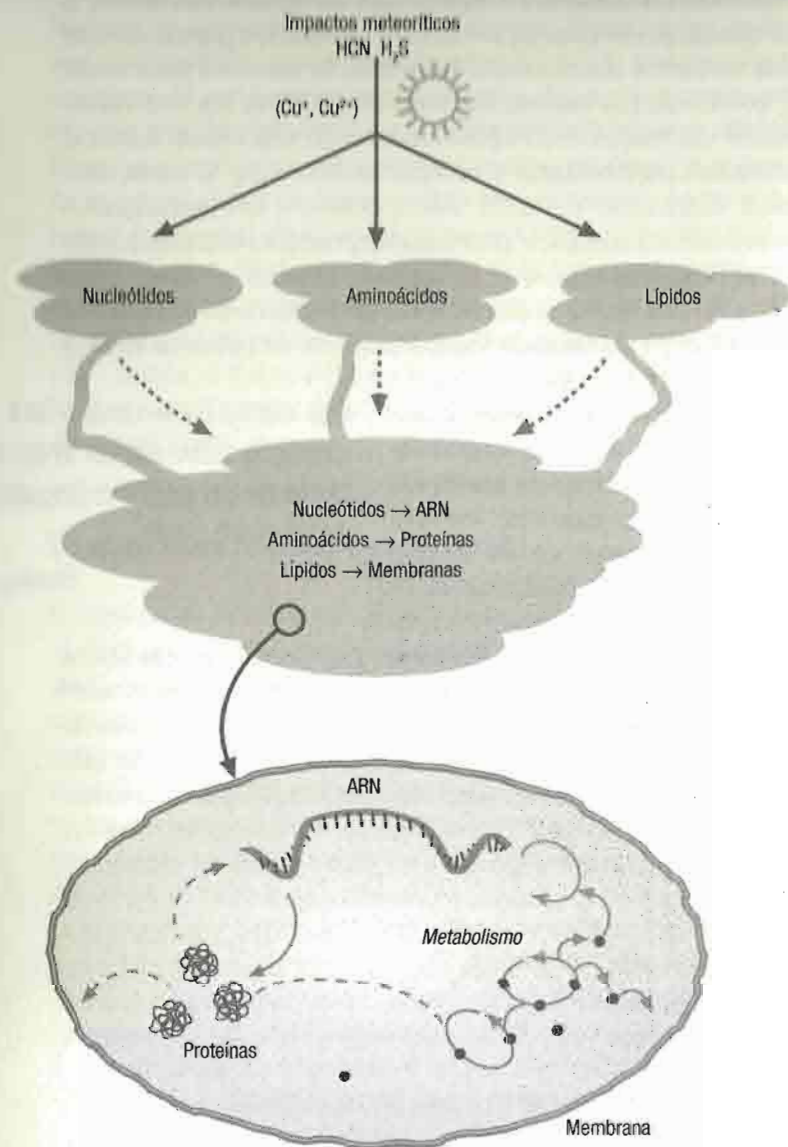 Impactos meteoríticos
HCN H₂S
(Cu⁺, Cu²⁺)
Nucleótidos
Aminoácidos
Lípidos
Nucleótidos → ARN
Aminoácidos → Proteínas
Lípidos → Membranas
ARN
Metabolismo
Proteínas
Membrana